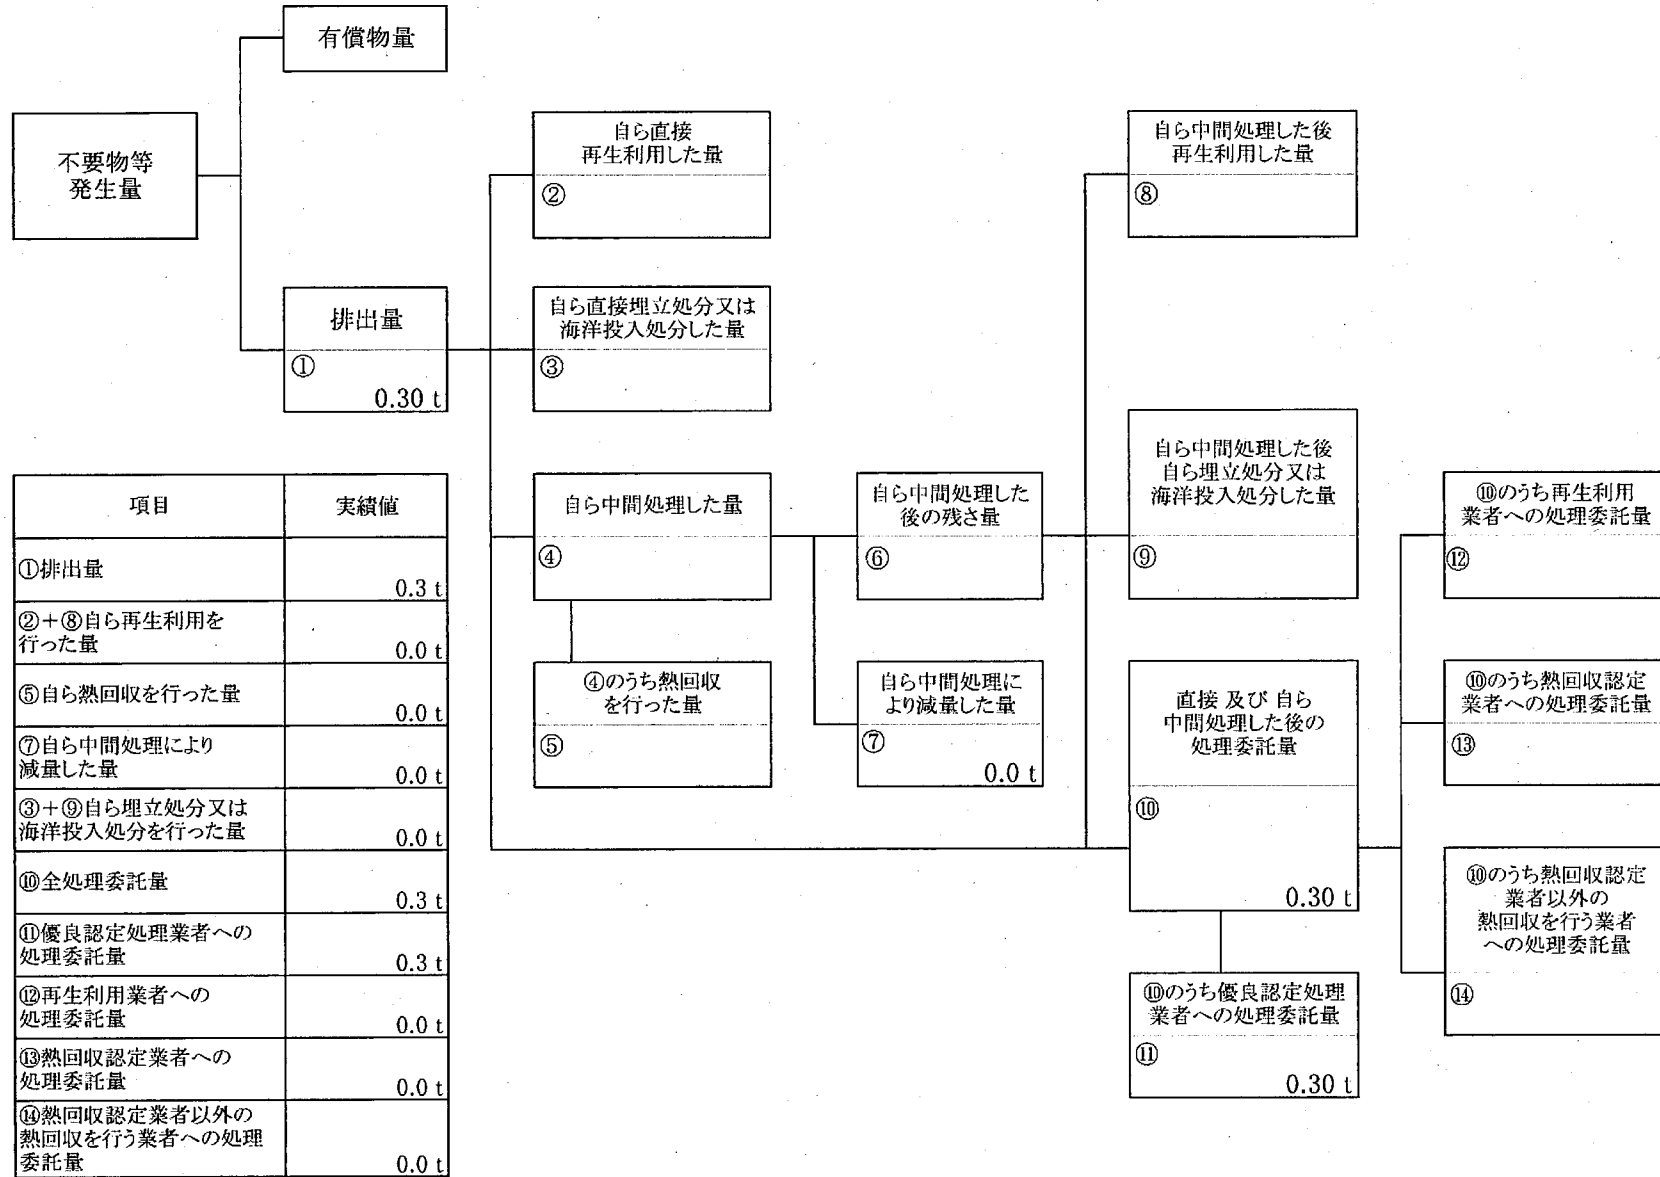 有償物量
不要物等
発生量
排出量
①
0.30 t
自ら直接
再生利用した量
②
自ら直接埋立処分又は
海洋投入処分した量
③
自ら中間処理した量
④
④のうち熱回収
を行った量
⑤
自ら中間処理した
後の残さ量
⑥
自ら中間処理に
より減量した量
⑦
0.0 t
自ら中間処理した後
再生利用した量
⑧
自ら中間処理した後
自ら埋立処分又は
海洋投入処分した量
⑨
直接 及び 自ら
中間処理した後の
処理委託量
⑩
0.30 t
⑩のうち優良認定処理
業者への処理委託量
⑪
0.30 t
⑩のうち再生利用
業者への処理委託量
⑫
⑩のうち熱回収認定
業者への処理委託量
⑬
⑩のうち熱回収認定
業者以外の
熱回収を行う業者
への処理委託量
⑭
項目 実績値
①排出量
0.3 t
②+⑧自ら再生利用を
行った量
0.0 t
⑤自ら熱回収を行った量
0.0 t
⑦自ら中間処理により
減量した量
0.0 t
③+⑨自ら埋立処分又は
海洋投入処分を行った量
0.0 t
⑩全処理委託量
0.3 t
⑪優良認定処理業者への
処理委託量
0.3 t
⑫再生利用業者への
処理委託量
0.0 t
⑬熱回収認定業者への
処理委託量
0.0 t
⑭熱回収認定業者以外の
熱回収を行う業者への処理
委託量
0.0 t